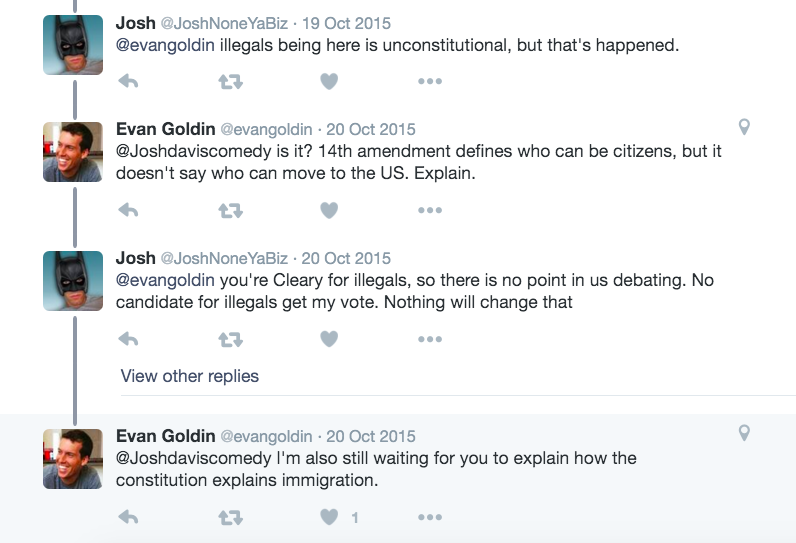 Josh @JoshNoneYaBiz · 19 Oct 2015
@evangoldin illegals being here is unconstitutional, but that's happened.
Evan Goldin @evangoldin · 20 Oct 2015
@Joshdaviscomedy is it? 14th amendment defines who can be citizens, but it
doesn't say who can move to the US. Explain.
Josh @JoshNoneYaBiz · 20 Oct 2015
@evangoldin you're Cleary for illegals, so there is no point in us debating. No
candidate for illegals get my vote. Nothing will change that
View other replies
Evan Goldin @evangoldin · 20 Oct 2015
@Joshdaviscomedy I'm also still waiting for you to explain how the
constitution explains immigration.
1